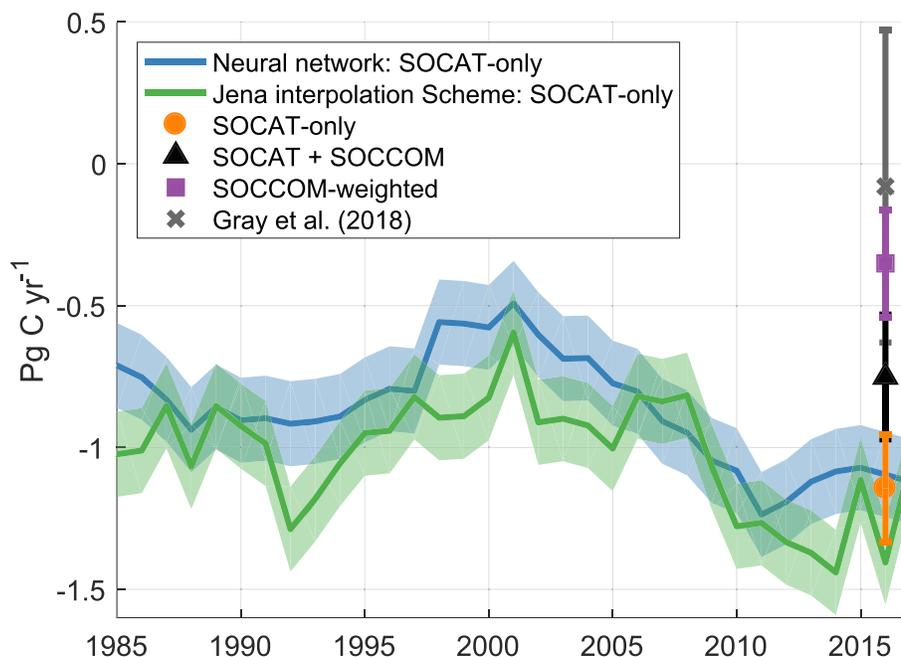 0.5
0
-0.5
-1
-1.5
Pg C yr-1
Neural network: SOCAT-only
Jena interpolation Scheme: SOCAT-only
SOCAT-only
SOCAT + SOCCOM
SOCCOM-weighted
Gray et al. (2018)
1985 1990 1995 2000 2005 2010 2015